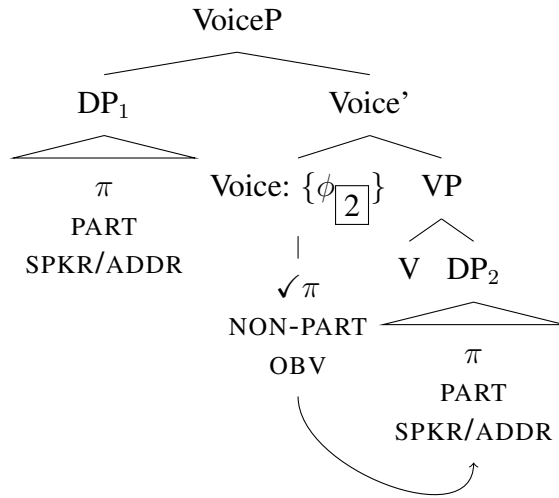 VoiceP
DP₁ Voice’
π
PART
SPKR/ADDR
Voice: {ϕ 2} VP
✓π
NON-PART
OBV
V DP₂
π
PART
SPKR/ADDR